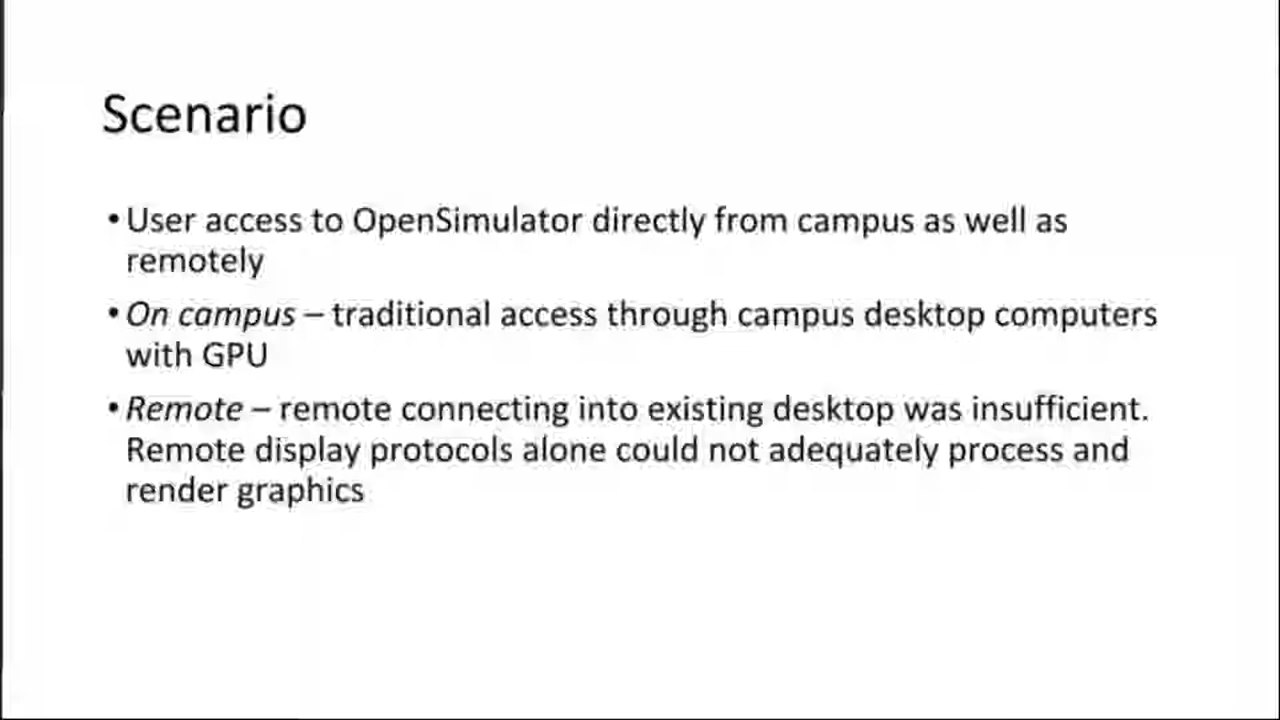 Scenario
•User access to OpenSimulator directly from campus as well as
remotely
•On campus – traditional access through campus desktop computers
with GPU
•Remote – remote connecting into existing desktop was insufficient.
Remote display protocols alone could not adequately process and
render graphics